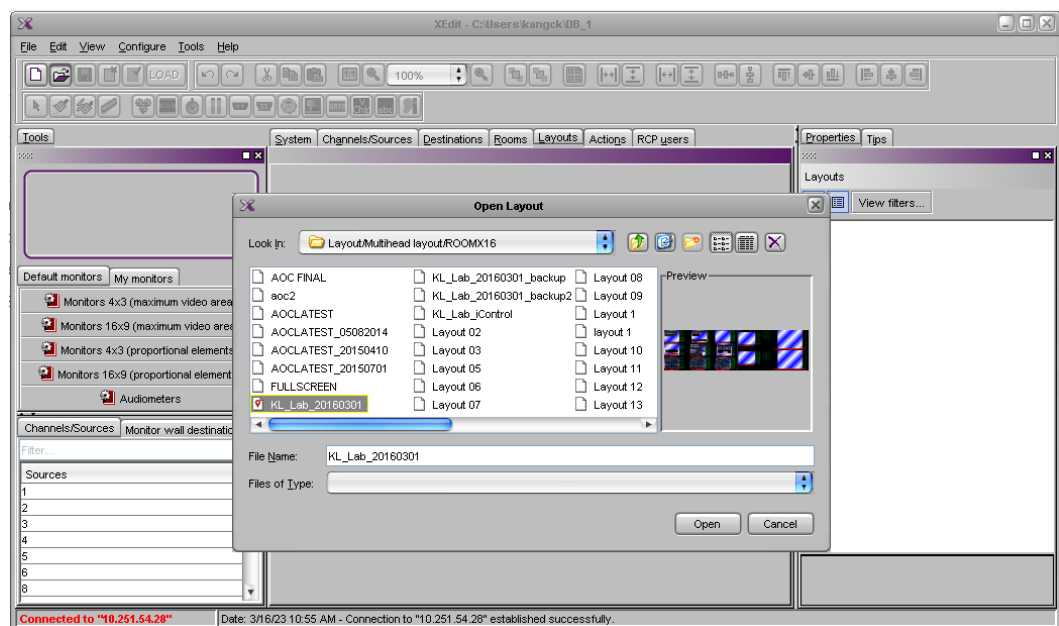 XEdit - C:\Users\kangck\DB_1
File Edit View Configure Tools Help
LOAD 100%
abc
Tools
System Channels/Sources Destinations Rooms Layouts Actions RCP users
Properties Tips
Layouts
View filters...
Open Layout
Look In: Layout/Multihead layout/ROOMX16
AOC FINAL KL_Lab_20160301_backup Layout 08
aoc2 KL_Lab_20160301_backup2 Layout 09
AOCLATEST KL_Lab_iControl Layout 1
AOCLATEST_05082014 Layout 02 layout 1
AOCLATEST_20150410 Layout 03 Layout 10
AOCLATEST_20150701 Layout 05 Layout 11
FULLSCREEN Layout 06 Layout 12
KL_Lab_20160301 Layout 07 Layout 13
Preview
File Name: KL_Lab_20160301
Files of Type:
Open Cancel
Default monitors My monitors
Monitors 4x3 (maximum video area
Monitors 16x9 (maximum video area
Monitors 4x3 (proportional elements
Monitors 16x9 (proportional element
Audiometers
Channels/Sources Monitor wall destinatio
Filter...
Sources
1
2
3
4
5
6
8
Connected to "10.251.54.28" Date: 3/16/23 10:55 AM - Connection to "10.251.54.28" established successfully.